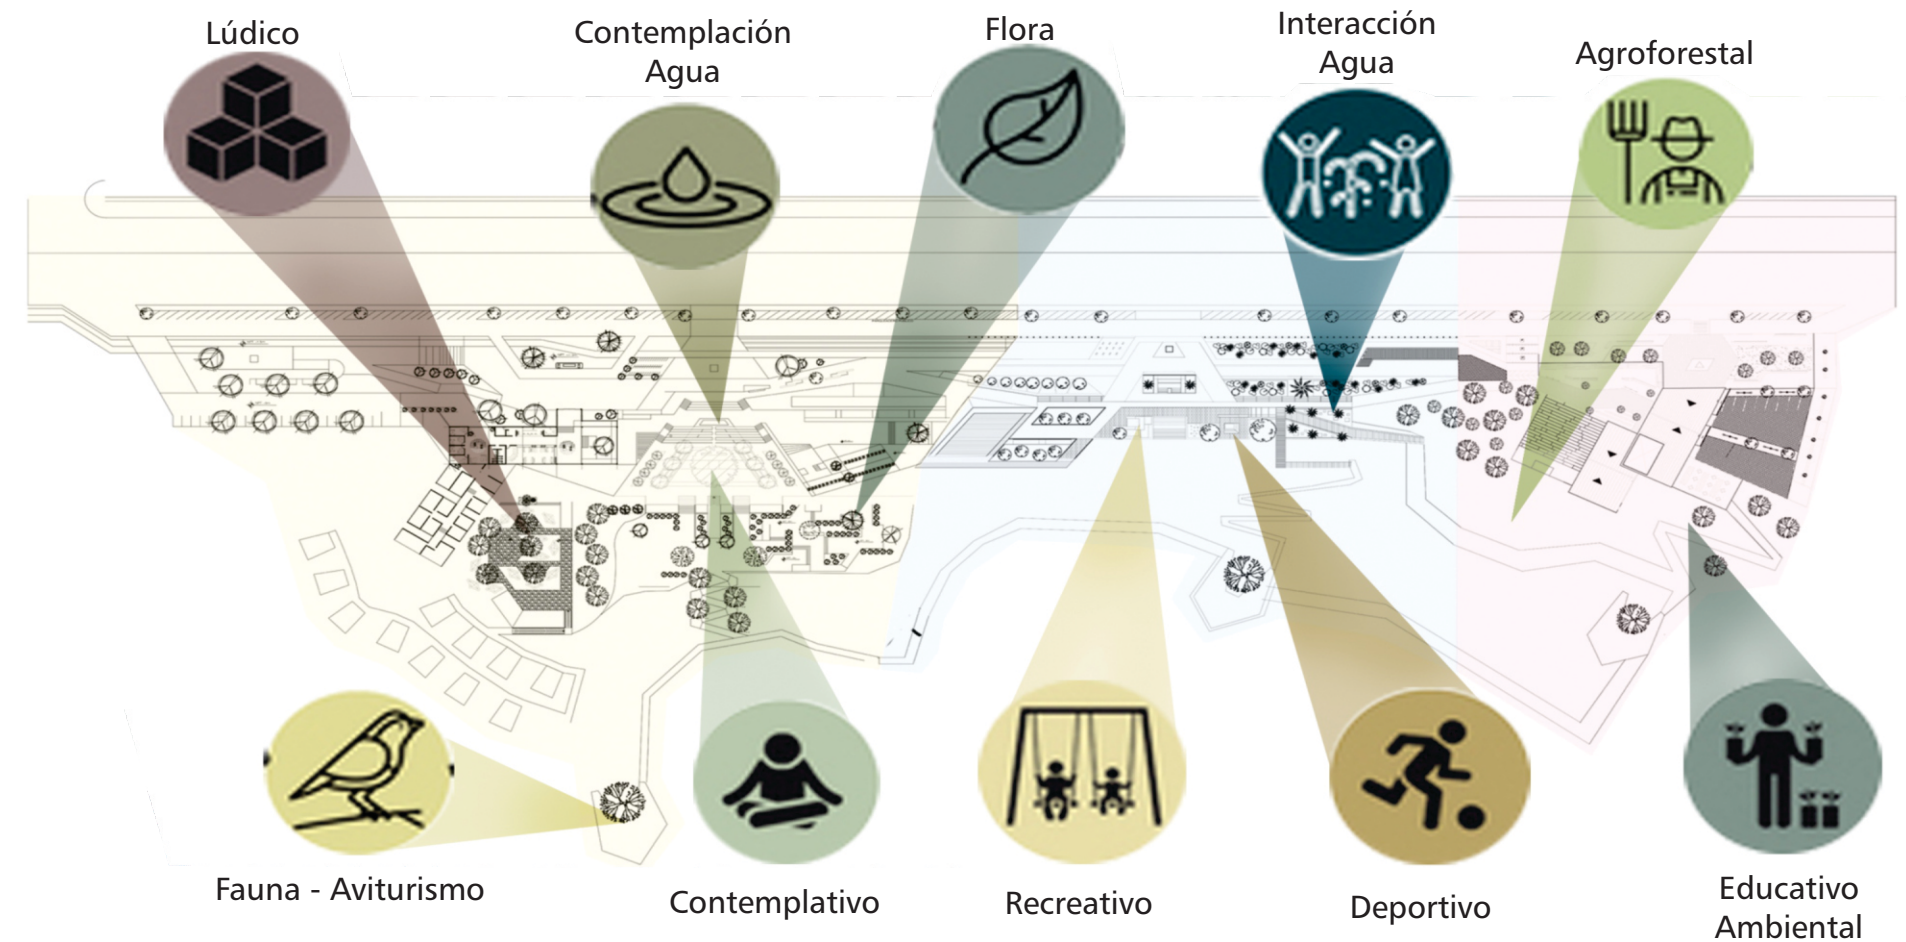 Lúdico
Contemplación
Agua
Flora
Interacción
Agua
Agroforestal
Fauna - Aviturismo
Contemplativo
Recreativo
Deportivo
Educativo
Ambiental